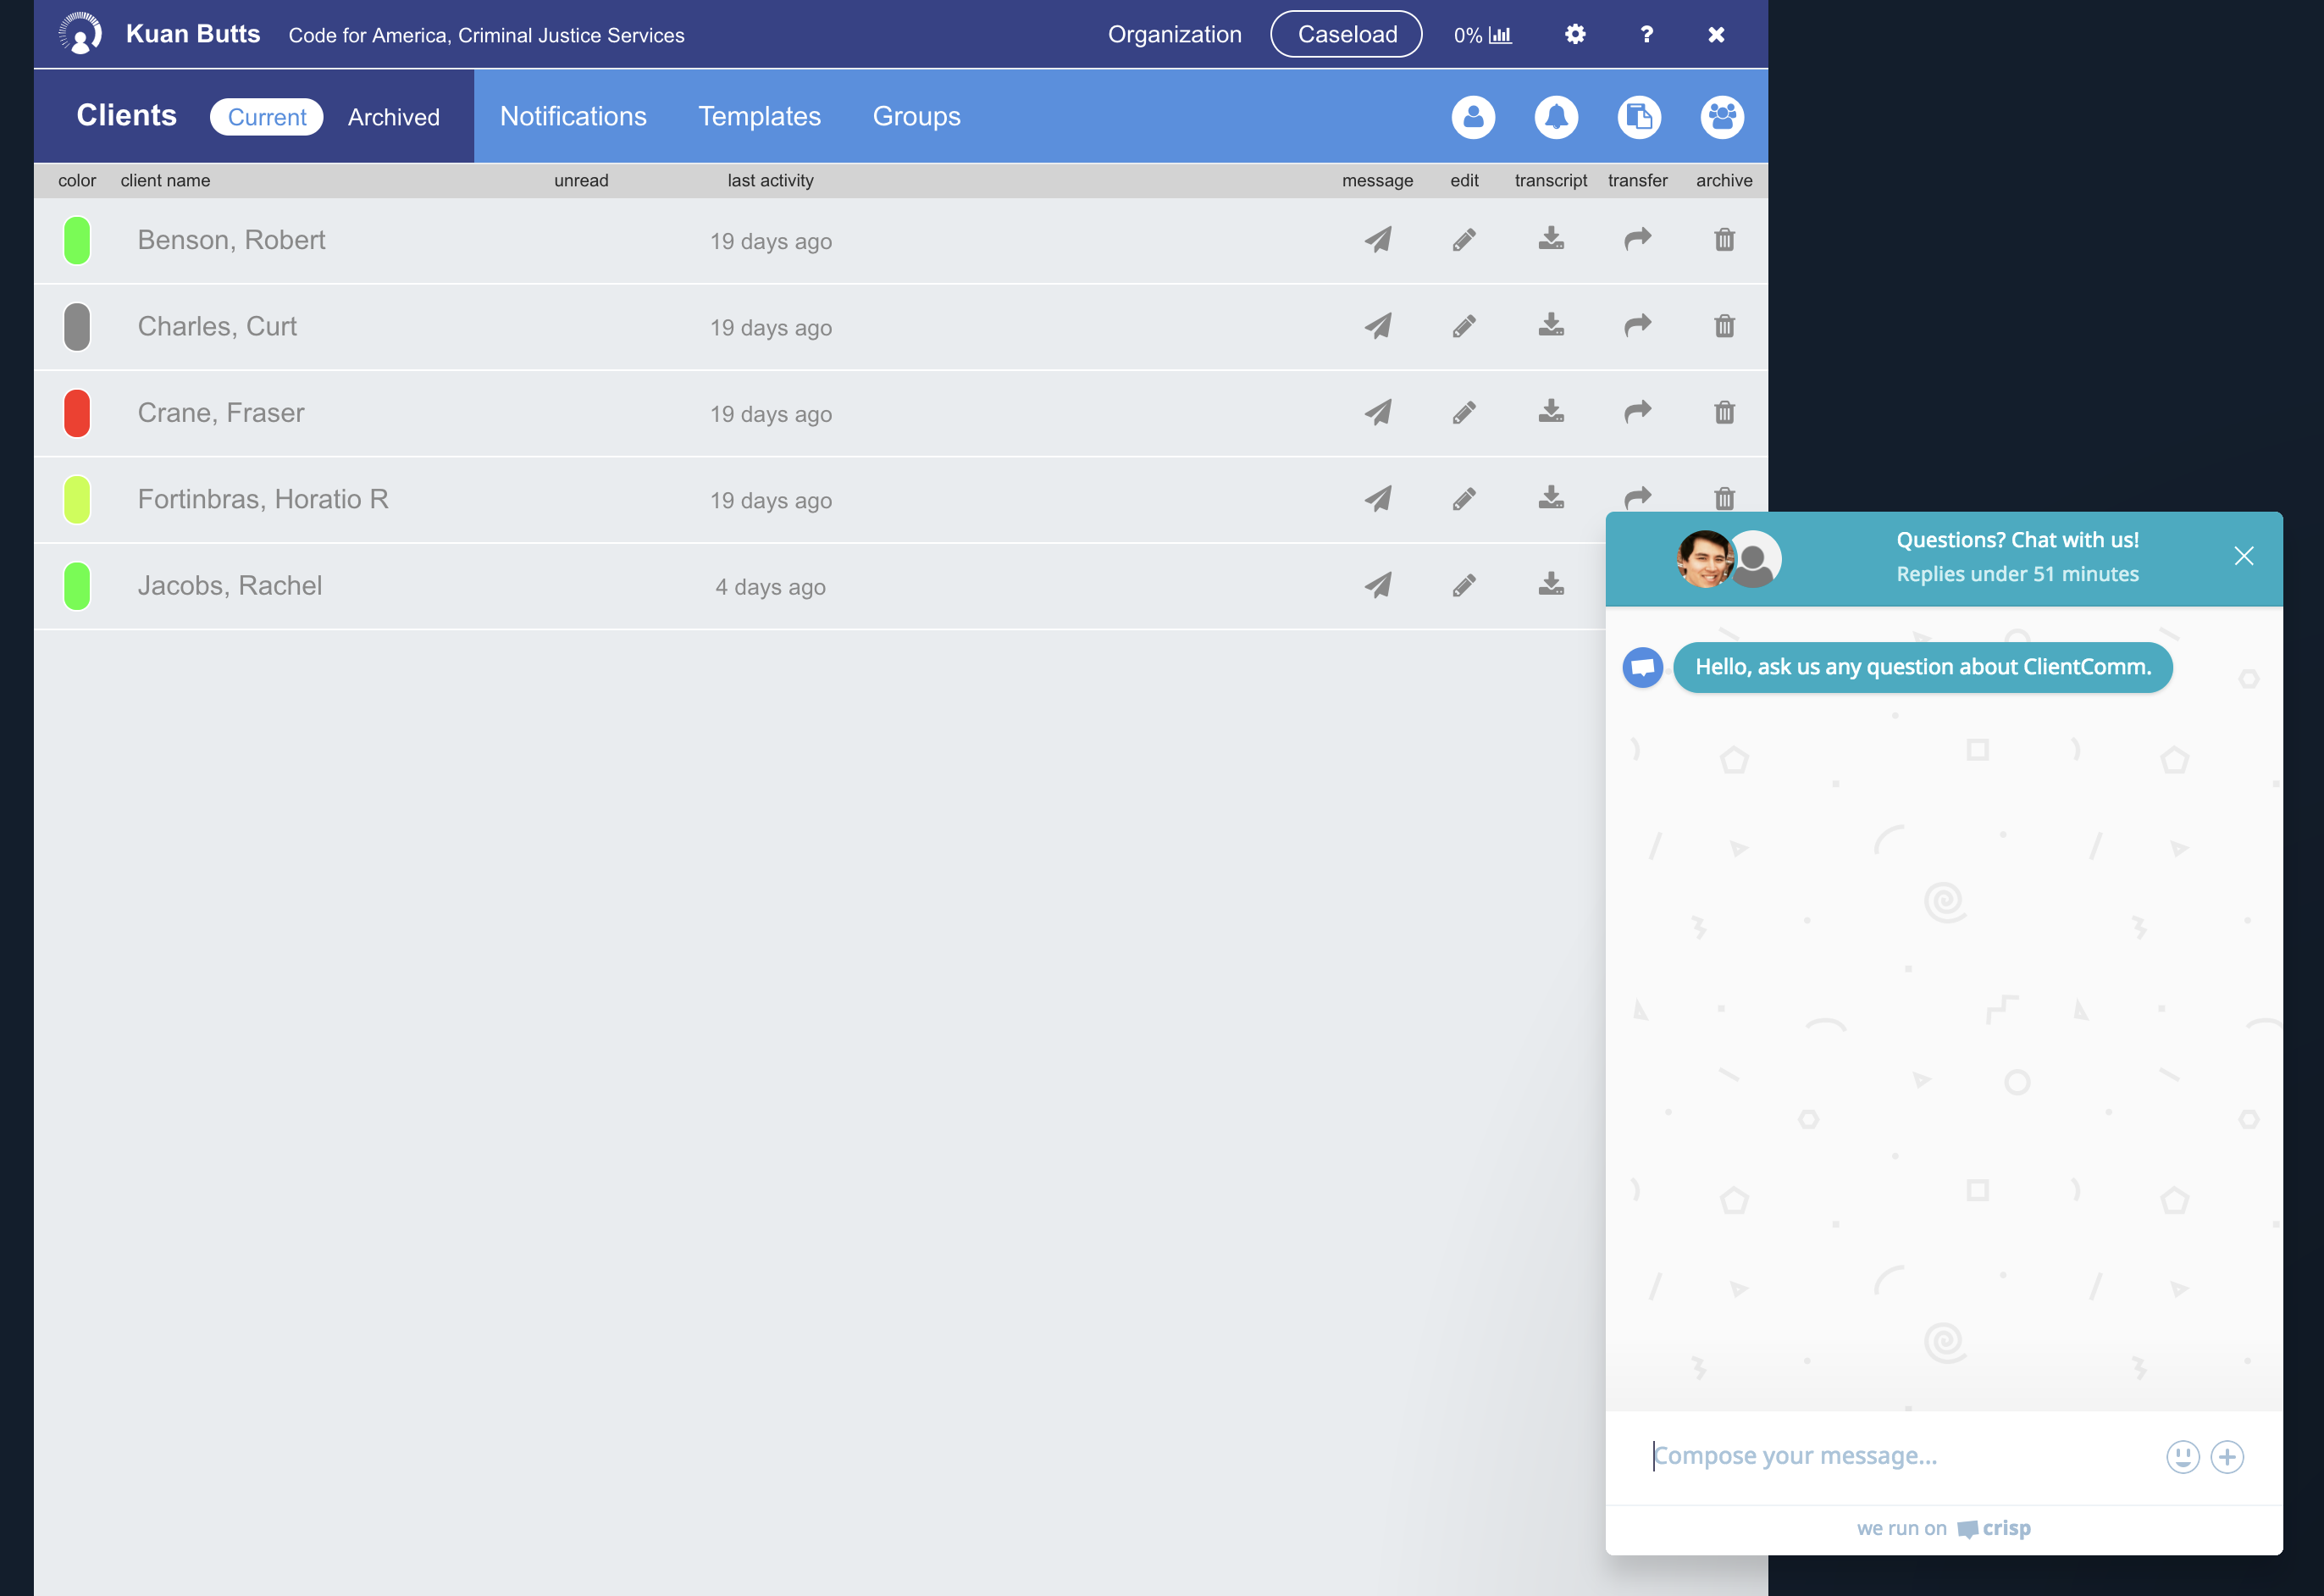 Kuan Butts Code for America, Criminal Justice Services Organization Caseload 0% ?
Clients Current Archived Notifications Templates Groups
color client name unread last activity message edit transcript transfer archive
Benson, Robert 19 days ago
Charles, Curt 19 days ago
Crane, Fraser 19 days ago
Fortinbras, Horatio R 19 days ago
Jacobs, Rachel 4 days ago
Questions? Chat with us!
Replies under 51 minutes
Hello, ask us any question about ClientComm.
Compose your message...
we run on crisp